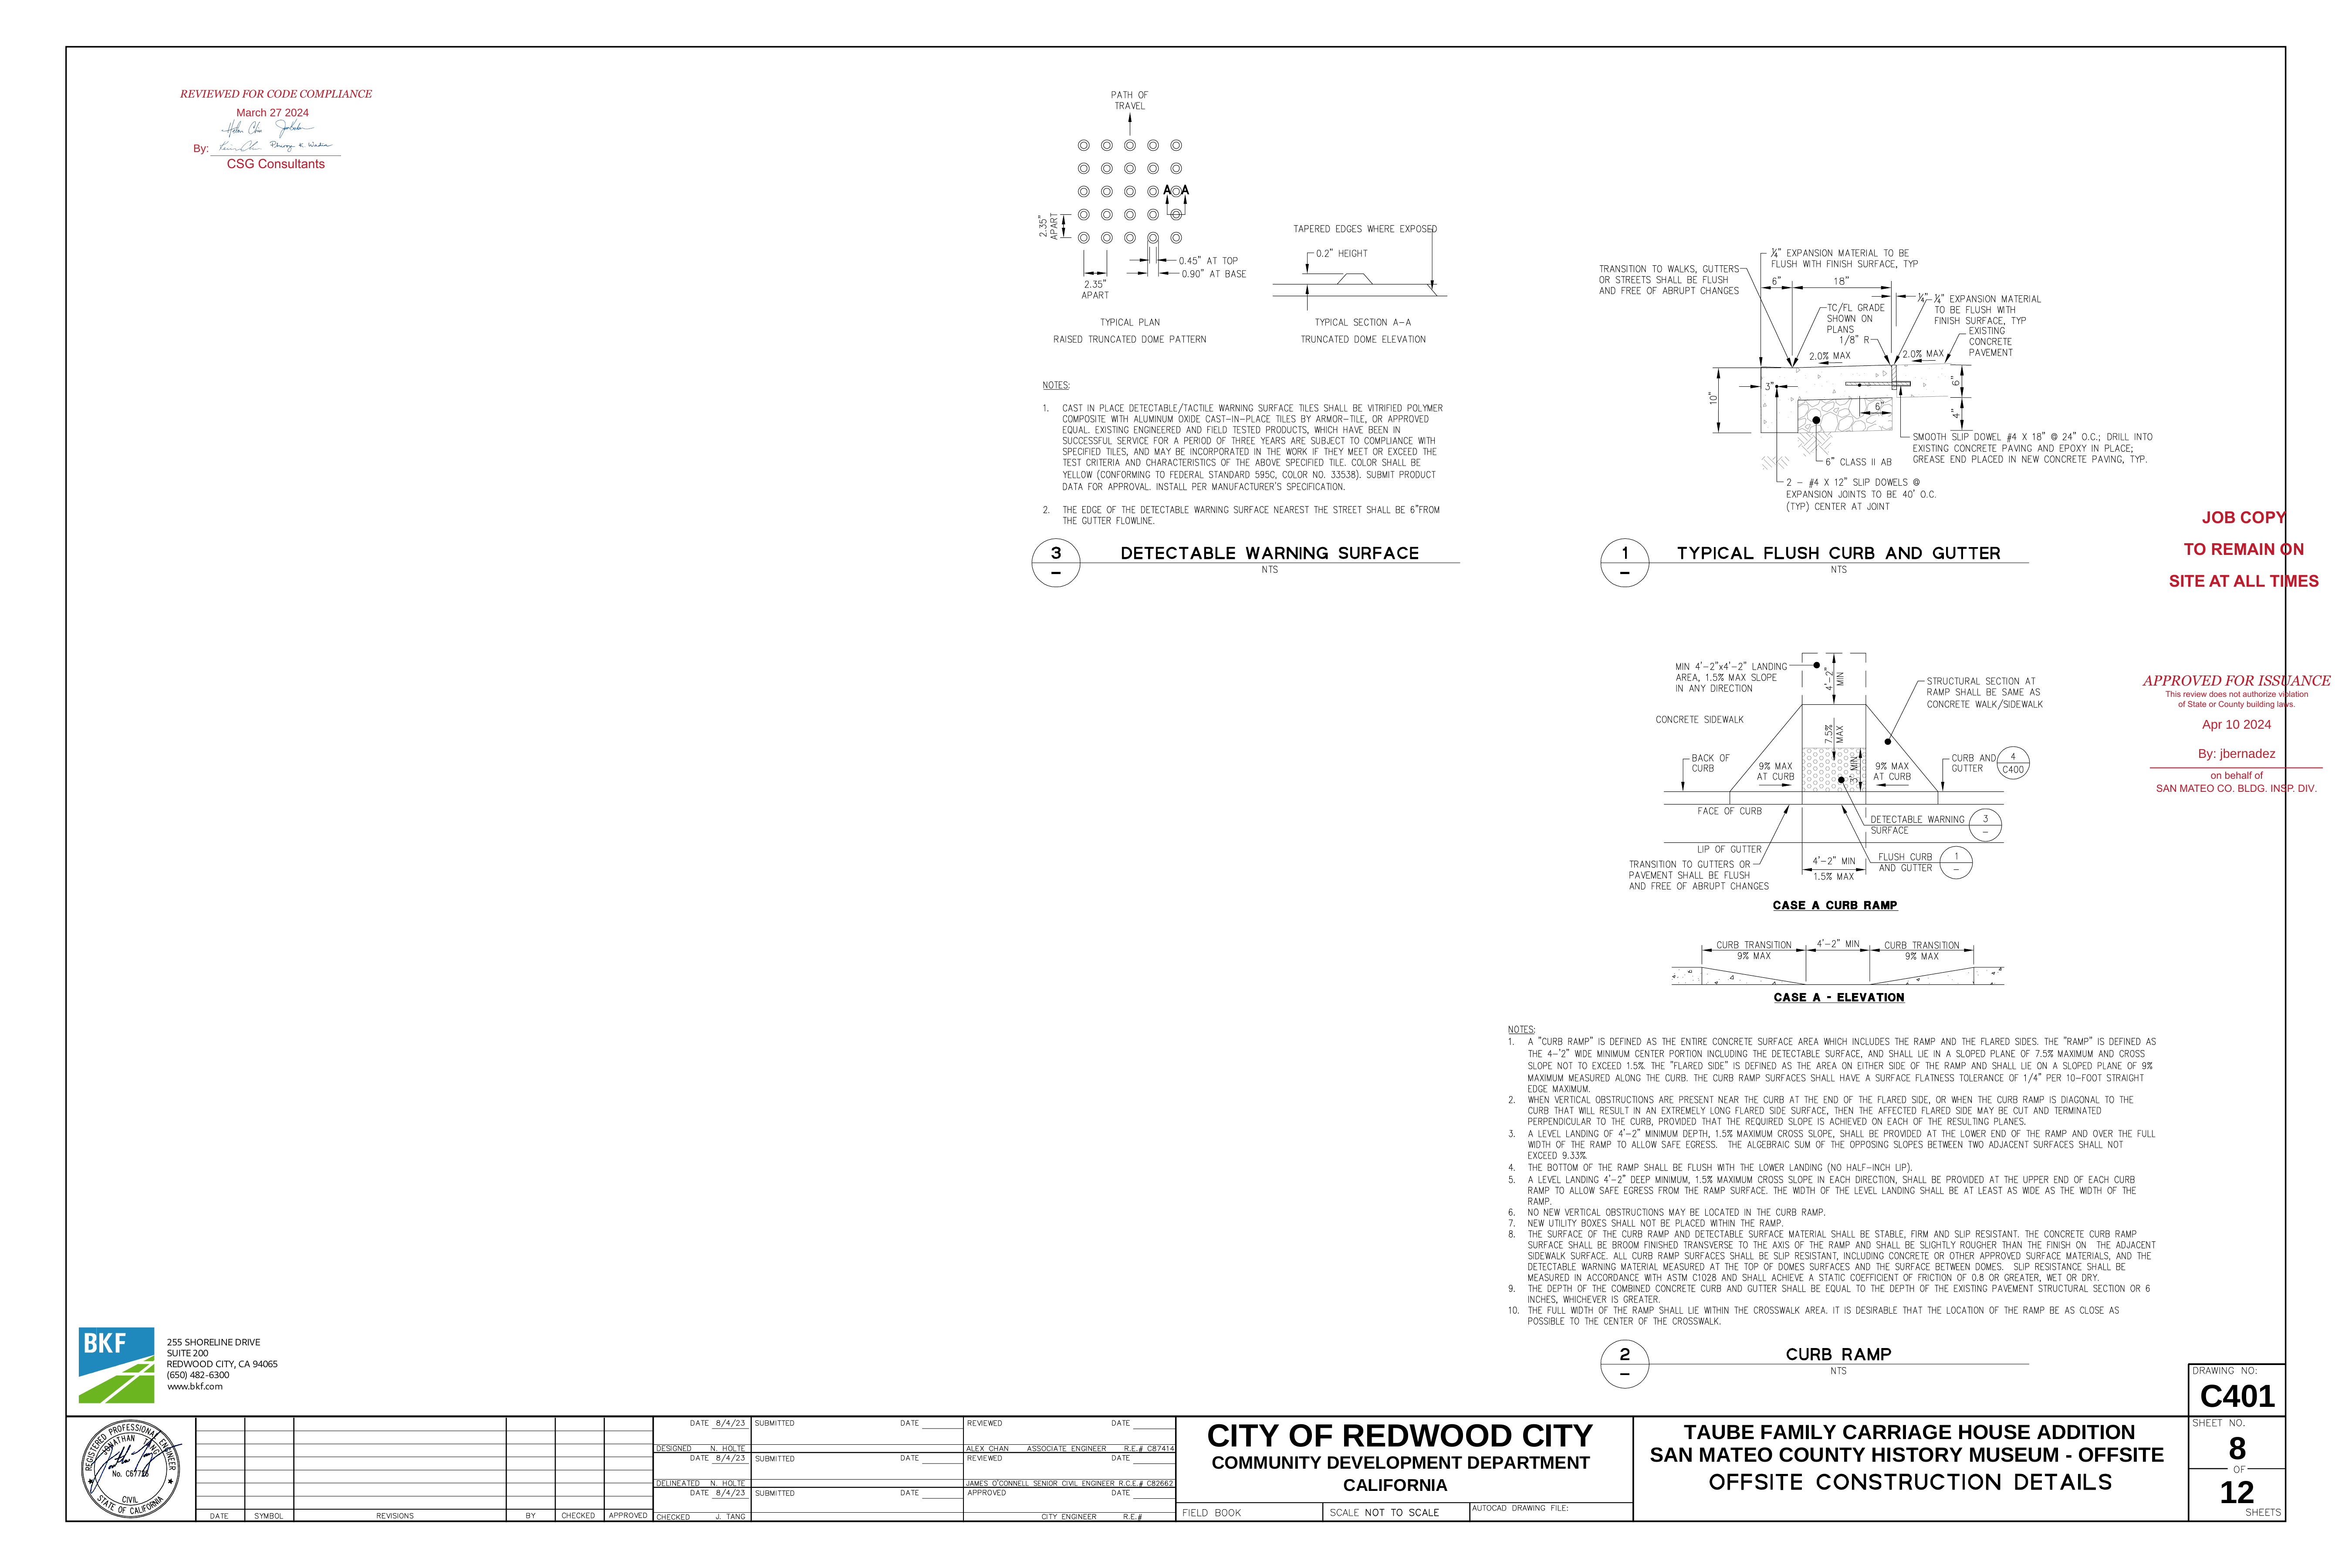 REVIEWED FOR CODE COMPLIANCE
March 27 2024
By:
CSG Consultants
PATH OF
TRAVEL
A A
2.35"
APART
2.35"
APART
0.45" AT TOP
0.90" AT BASE
TYPICAL PLAN
RAISED TRUNCATED DOME PATTERN
TAPERED EDGES WHERE EXPOSED
0.2" HEIGHT
TYPICAL SECTION A-A
TRUNCATED DOME ELEVATION
NOTES:
1. CAST IN PLACE DETECTABLE/TACTILE WARNING SURFACE TILES SHALL BE VITRIFIED POLYMER
COMPOSITE WITH ALUMINUM OXIDE CAST-IN-PLACE TILES BY ARMOR-TILE, OR APPROVED
EQUAL. EXISTING ENGINEERED AND FIELD TESTED PRODUCTS, WHICH HAVE BEEN IN
SUCCESSFUL SERVICE FOR A PERIOD OF THREE YEARS ARE SUBJECT TO COMPLIANCE WITH
SPECIFIED TILES, AND MAY BE INCORPORATED IN THE WORK IF THEY MEET OR EXCEED THE
TEST CRITERIA AND CHARACTERISTICS OF THE ABOVE SPECIFIED TILE. COLOR SHALL BE
YELLOW (CONFORMING TO FEDERAL STANDARD 595C, COLOR NO. 33538). SUBMIT PRODUCT
DATA FOR APPROVAL. INSTALL PER MANUFACTURER'S SPECIFICATION.
2. THE EDGE OF THE DETECTABLE WARNING SURFACE NEAREST THE STREET SHALL BE 6"FROM
THE GUTTER FLOWLINE.
3
–
DETECTABLE WARNING SURFACE
NTS
¼" EXPANSION MATERIAL TO BE
FLUSH WITH FINISH SURFACE, TYP
TRANSITION TO WALKS, GUTTERS
OR STREETS SHALL BE FLUSH
AND FREE OF ABRUPT CHANGES
6"
18"
¼"
¼" EXPANSION MATERIAL
TO BE FLUSH WITH
FINISH SURFACE, TYP
TC/FL GRADE
SHOWN ON
PLANS
1/8" R
EXISTING
CONCRETE
PAVEMENT
2.0% MAX
2.0% MAX
10"
3"
6"
6"
4"
SMOOTH SLIP DOWEL #4 X 18" @ 24" O.C.; DRILL INTO
EXISTING CONCRETE PAVING AND EPOXY IN PLACE;
GREASE END PLACED IN NEW CONCRETE PAVING, TYP.
6" CLASS II AB
2 - #4 X 12" SLIP DOWELS @
EXPANSION JOINTS TO BE 40' O.C.
(TYP) CENTER AT JOINT
1
–
TYPICAL FLUSH CURB AND GUTTER
NTS
JOB COPY
TO REMAIN ON
SITE AT ALL TIMES
APPROVED FOR ISSUANCE
This review does not authorize violation
of State or County building laws.
Apr 10 2024
By: jbernadez
on behalf of
SAN MATEO CO. BLDG. INSP. DIV.
MIN 4'-2"x4'-2" LANDING
AREA, 1.5% MAX SLOPE
IN ANY DIRECTION
4'-2"
MIN
STRUCTURAL SECTION AT
RAMP SHALL BE SAME AS
CONCRETE WALK/SIDEWALK
CONCRETE SIDEWALK
7.5%
MAX
BACK OF
CURB
9% MAX
AT CURB
3' MIN
9% MAX
AT CURB
CURB AND
GUTTER
4
C400
FACE OF CURB
DETECTABLE WARNING
SURFACE
3
–
LIP OF GUTTER
TRANSITION TO GUTTERS OR
PAVEMENT SHALL BE FLUSH
AND FREE OF ABRUPT CHANGES
4'-2" MIN
1.5% MAX
FLUSH CURB
AND GUTTER
1
–
CASE A CURB RAMP
CURB TRANSITION
9% MAX
4'-2" MIN
CURB TRANSITION
9% MAX
CASE A - ELEVATION
NOTES:
1. A "CURB RAMP" IS DEFINED AS THE ENTIRE CONCRETE SURFACE AREA WHICH INCLUDES THE RAMP AND THE FLARED SIDES. THE "RAMP" IS DEFINED AS
THE 4-'2" WIDE MINIMUM CENTER PORTION INCLUDING THE DETECTABLE SURFACE, AND SHALL LIE IN A SLOPED PLANE OF 7.5% MAXIMUM AND CROSS
SLOPE NOT TO EXCEED 1.5%. THE "FLARED SIDE" IS DEFINED AS THE AREA ON EITHER SIDE OF THE RAMP AND SHALL LIE ON A SLOPED PLANE OF 9%
MAXIMUM MEASURED ALONG THE CURB. THE CURB RAMP SURFACES SHALL HAVE A SURFACE FLATNESS TOLERANCE OF 1/4" PER 10-FOOT STRAIGHT
EDGE MAXIMUM.
2. WHEN VERTICAL OBSTRUCTIONS ARE PRESENT NEAR THE CURB AT THE END OF THE FLARED SIDE, OR WHEN THE CURB RAMP IS DIAGONAL TO THE
CURB THAT WILL RESULT IN AN EXTREMELY LONG FLARED SIDE SURFACE, THEN THE AFFECTED FLARED SIDE MAY BE CUT AND TERMINATED
PERPENDICULAR TO THE CURB, PROVIDED THAT THE REQUIRED SLOPE IS ACHIEVED ON EACH OF THE RESULTING PLANES.
3. A LEVEL LANDING OF 4'-2" MINIMUM DEPTH, 1.5% MAXIMUM CROSS SLOPE, SHALL BE PROVIDED AT THE LOWER END OF THE RAMP AND OVER THE FULL
WIDTH OF THE RAMP TO ALLOW SAFE EGRESS. THE ALGEBRAIC SUM OF THE OPPOSING SLOPES BETWEEN TWO ADJACENT SURFACES SHALL NOT
EXCEED 9.33%.
4. THE BOTTOM OF THE RAMP SHALL BE FLUSH WITH THE LOWER LANDING (NO HALF-INCH LIP).
5. A LEVEL LANDING 4'-2" DEEP MINIMUM, 1.5% MAXIMUM CROSS SLOPE IN EACH DIRECTION, SHALL BE PROVIDED AT THE UPPER END OF EACH CURB
RAMP TO ALLOW SAFE EGRESS FROM THE RAMP SURFACE. THE WIDTH OF THE LEVEL LANDING SHALL BE AT LEAST AS WIDE AS THE WIDTH OF THE
RAMP.
6. NO NEW VERTICAL OBSTRUCTIONS MAY BE LOCATED IN THE CURB RAMP.
7. NEW UTILITY BOXES SHALL NOT BE PLACED WITHIN THE RAMP.
8. THE SURFACE OF THE CURB RAMP AND DETECTABLE SURFACE MATERIAL SHALL BE STABLE, FIRM AND SLIP RESISTANT. THE CONCRETE CURB RAMP
SURFACE SHALL BE BROOM FINISHED TRANSVERSE TO THE AXIS OF THE RAMP AND SHALL BE SLIGHTLY ROUGHER THAN THE FINISH ON THE ADJACENT
SIDEWALK SURFACE. ALL CURB RAMP SURFACES SHALL BE SLIP RESISTANT, INCLUDING CONCRETE OR OTHER APPROVED SURFACE MATERIALS, AND THE
DETECTABLE WARNING MATERIAL MEASURED AT THE TOP OF DOMES SURFACES AND THE SURFACE BETWEEN DOMES. SLIP RESISTANCE SHALL BE
MEASURED IN ACCORDANCE WITH ASTM C1028 AND SHALL ACHIEVE A STATIC COEFFICIENT OF FRICTION OF 0.8 OR GREATER, WET OR DRY.
9. THE DEPTH OF THE COMBINED CONCRETE CURB AND GUTTER SHALL BE EQUAL TO THE DEPTH OF THE EXISTING PAVEMENT STRUCTURAL SECTION OR 6
INCHES, WHICHEVER IS GREATER.
10. THE FULL WIDTH OF THE RAMP SHALL LIE WITHIN THE CROSSWALK AREA. IT IS DESIRABLE THAT THE LOCATION OF THE RAMP BE AS CLOSE AS
POSSIBLE TO THE CENTER OF THE CROSSWALK.
2
–
CURB RAMP
NTS
BKF
255 SHORELINE DRIVE
SUITE 200
REDWOOD CITY, CA 94065
(650) 482-6300
www.bkf.com
REGISTERED PROFESSIONAL ENGINEER
JONATHAN TANG
No. C67726
CIVIL
STATE OF CALIFORNIA
DATE SYMBOL REVISIONS BY CHECKED APPROVED
DATE 8/4/23 SUBMITTED DATE REVIEWED DATE
DESIGNED N. HOLTE ALEX CHAN ASSOCIATE ENGINEER R.E.# C87414
DATE 8/4/23 SUBMITTED DATE REVIEWED DATE
DELINEATED N. HOLTE JAMES O'CONNELL SENIOR CIVIL ENGINEER R.C.E.# C82662
DATE 8/4/23 SUBMITTED DATE APPROVED DATE
CHECKED J. TANG CITY ENGINEER R.E.#
CITY OF REDWOOD CITY
COMMUNITY DEVELOPMENT DEPARTMENT
CALIFORNIA
FIELD BOOK
SCALE NOT TO SCALE
AUTOCAD DRAWING FILE:
TAUBE FAMILY CARRIAGE HOUSE ADDITION
SAN MATEO COUNTY HISTORY MUSEUM - OFFSITE
OFFSITE CONSTRUCTION DETAILS
DRAWING NO:
C401
SHEET NO.
8
OF
12
SHEETS